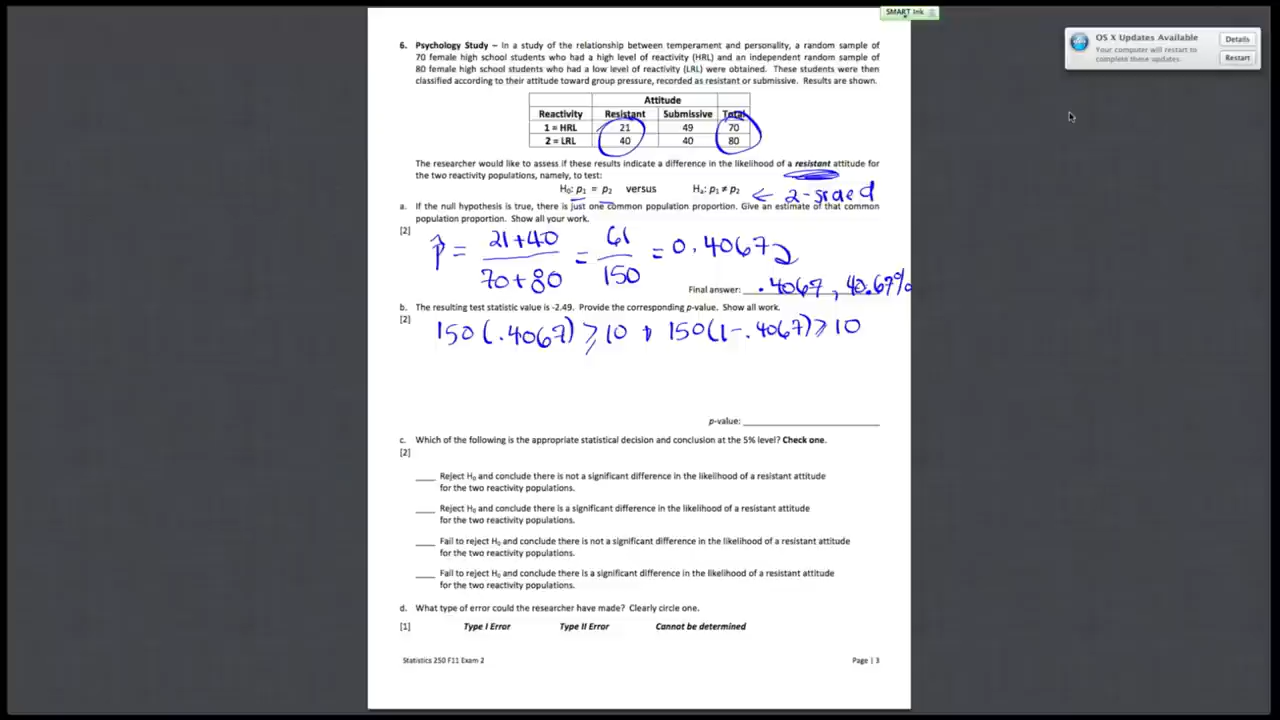 SMART Ink
OS X Updates Available
Your computer will restart to
complete these updates.
Details
Restart
6. Psychology Study – In a study of the relationship between temperament and personality, a random sample of
70 female high school students who had a high level of reactivity (HRL) and an independent random sample of
80 female high school students who had a low level of reactivity (LRL) were obtained. These students were then
classified according to their attitude toward group pressure, recorded as resistant or submissive. Results are shown.
Attitude
Reactivity Resistant Submissive Total
1 = HRL 21 49 70
2 = LRL 40 40 80
The researcher would like to assess if these results indicate a difference in the likelihood of a resistant attitude for
the two reactivity populations, namely, to test:
H₀: p₁ = p₂ versus Hₐ: p₁ ≠ p₂ ← 2-sided
a. If the null hypothesis is true, there is just one common population proportion. Give an estimate of that common
population proportion. Show all your work.
[2]
p̂ = 21+40 / 70+80 = 61 / 150 = 0.4067
Final answer: .4067, 40.67%
b. The resulting test statistic value is -2.49. Provide the corresponding p-value. Show all work.
[2]
150(.4067) ≥ 10 + 150(1-.4067) ≥ 10
p-value:
c. Which of the following is the appropriate statistical decision and conclusion at the 5% level? Check one.
[2]
____ Reject H₀ and conclude there is not a significant difference in the likelihood of a resistant attitude
for the two reactivity populations.
____ Reject H₀ and conclude there is a significant difference in the likelihood of a resistant attitude
for the two reactivity populations.
____ Fail to reject H₀ and conclude there is not a significant difference in the likelihood of a resistant attitude
for the two reactivity populations.
____ Fail to reject H₀ and conclude there is a significant difference in the likelihood of a resistant attitude
for the two reactivity populations.
d. What type of error could the researcher have made? Clearly circle one.
[1] Type I Error Type II Error Cannot be determined
Statistics 250 F11 Exam 2 Page | 3